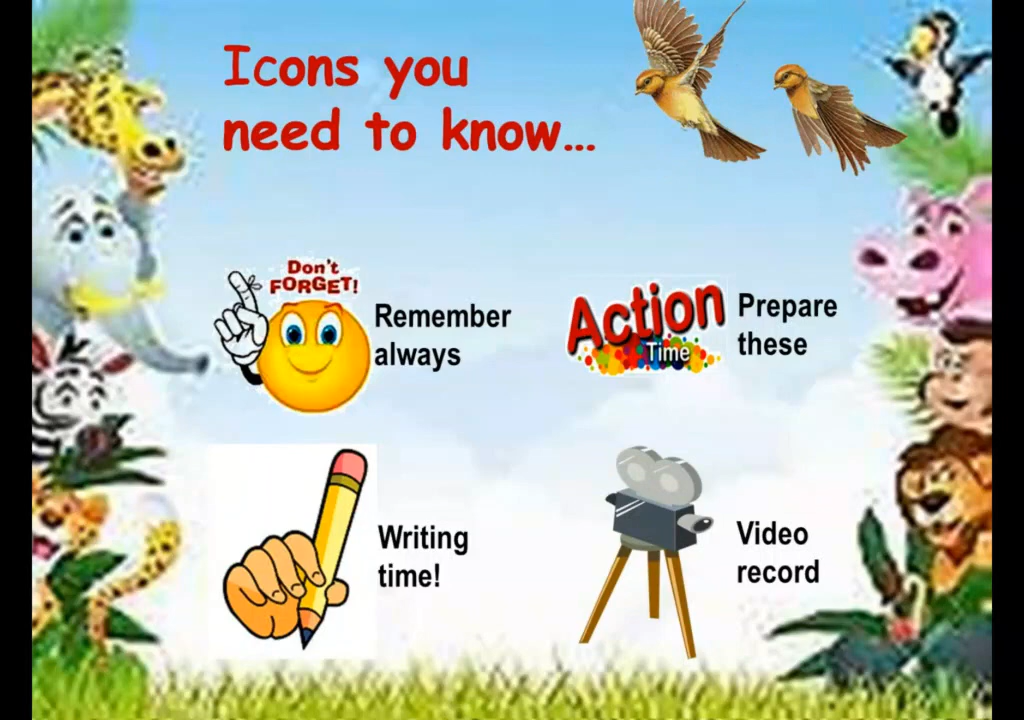 Icons you
need to know...
Don't
FORGET!
Remember
always
Action
Time
Prepare
these
Writing
time!
Video
record